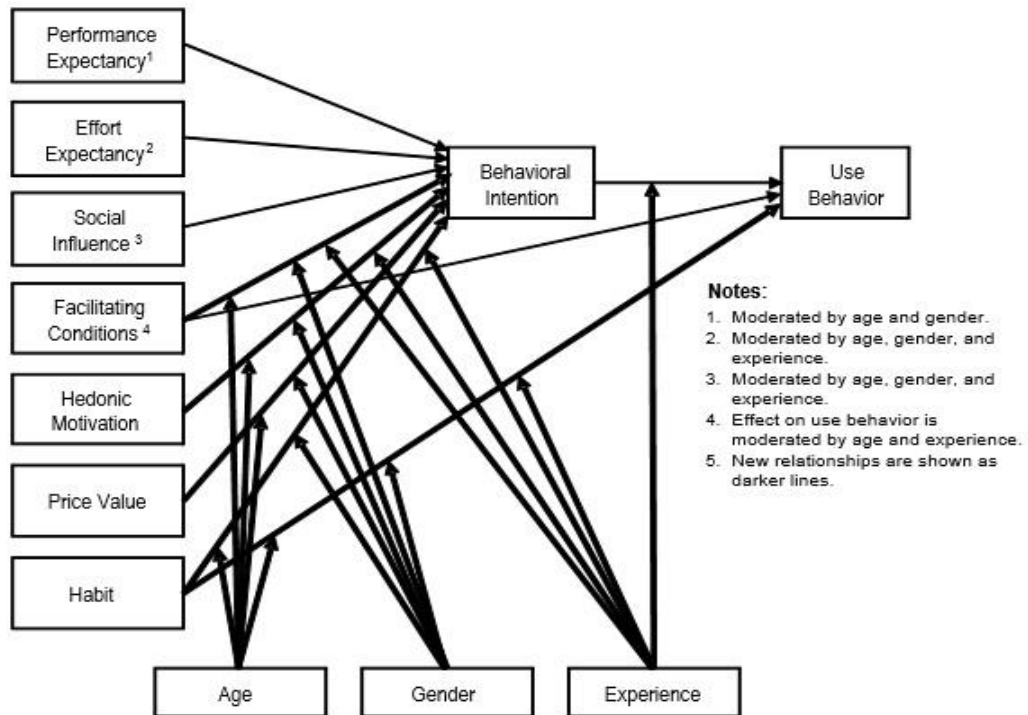 Performance
Expectancy¹
Effort
Expectancy²
Social
Influence ³
Facilitating
Conditions ⁴
Hedonic
Motivation
Price Value
Habit
Behavioral
Intention
Use
Behavior
Notes:
1. Moderated by age and gender.
2. Moderated by age, gender, and
experience.
3. Moderated by age, gender, and
experience.
4. Effect on use behavior is
moderated by age and experience.
5. New relationships are shown as
darker lines.
Age
Gender
Experience